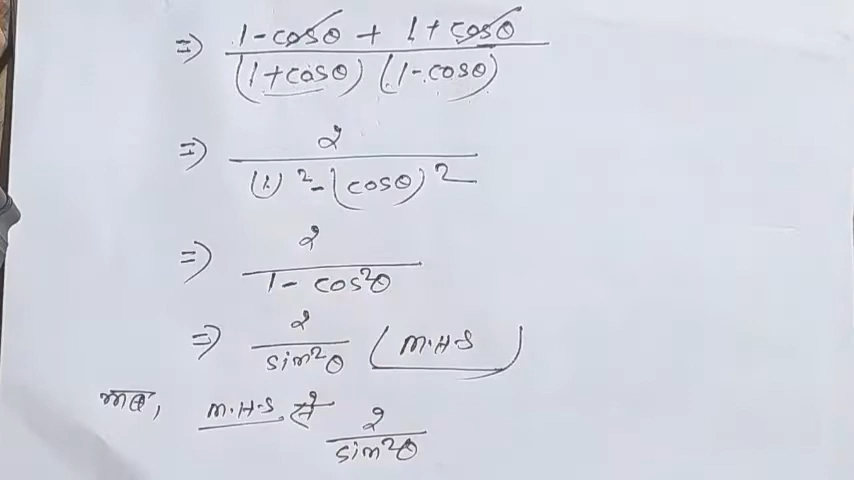 ⇒ 1-cosθ + 1+cosθ
(1+cosθ) (1-cosθ)
⇒ 2
(1)² - (cosθ)²
⇒ 2
1 - cos²θ
⇒ 2
sin²θ (M.H.S)
अब, M.H.S से 2
sin²θ